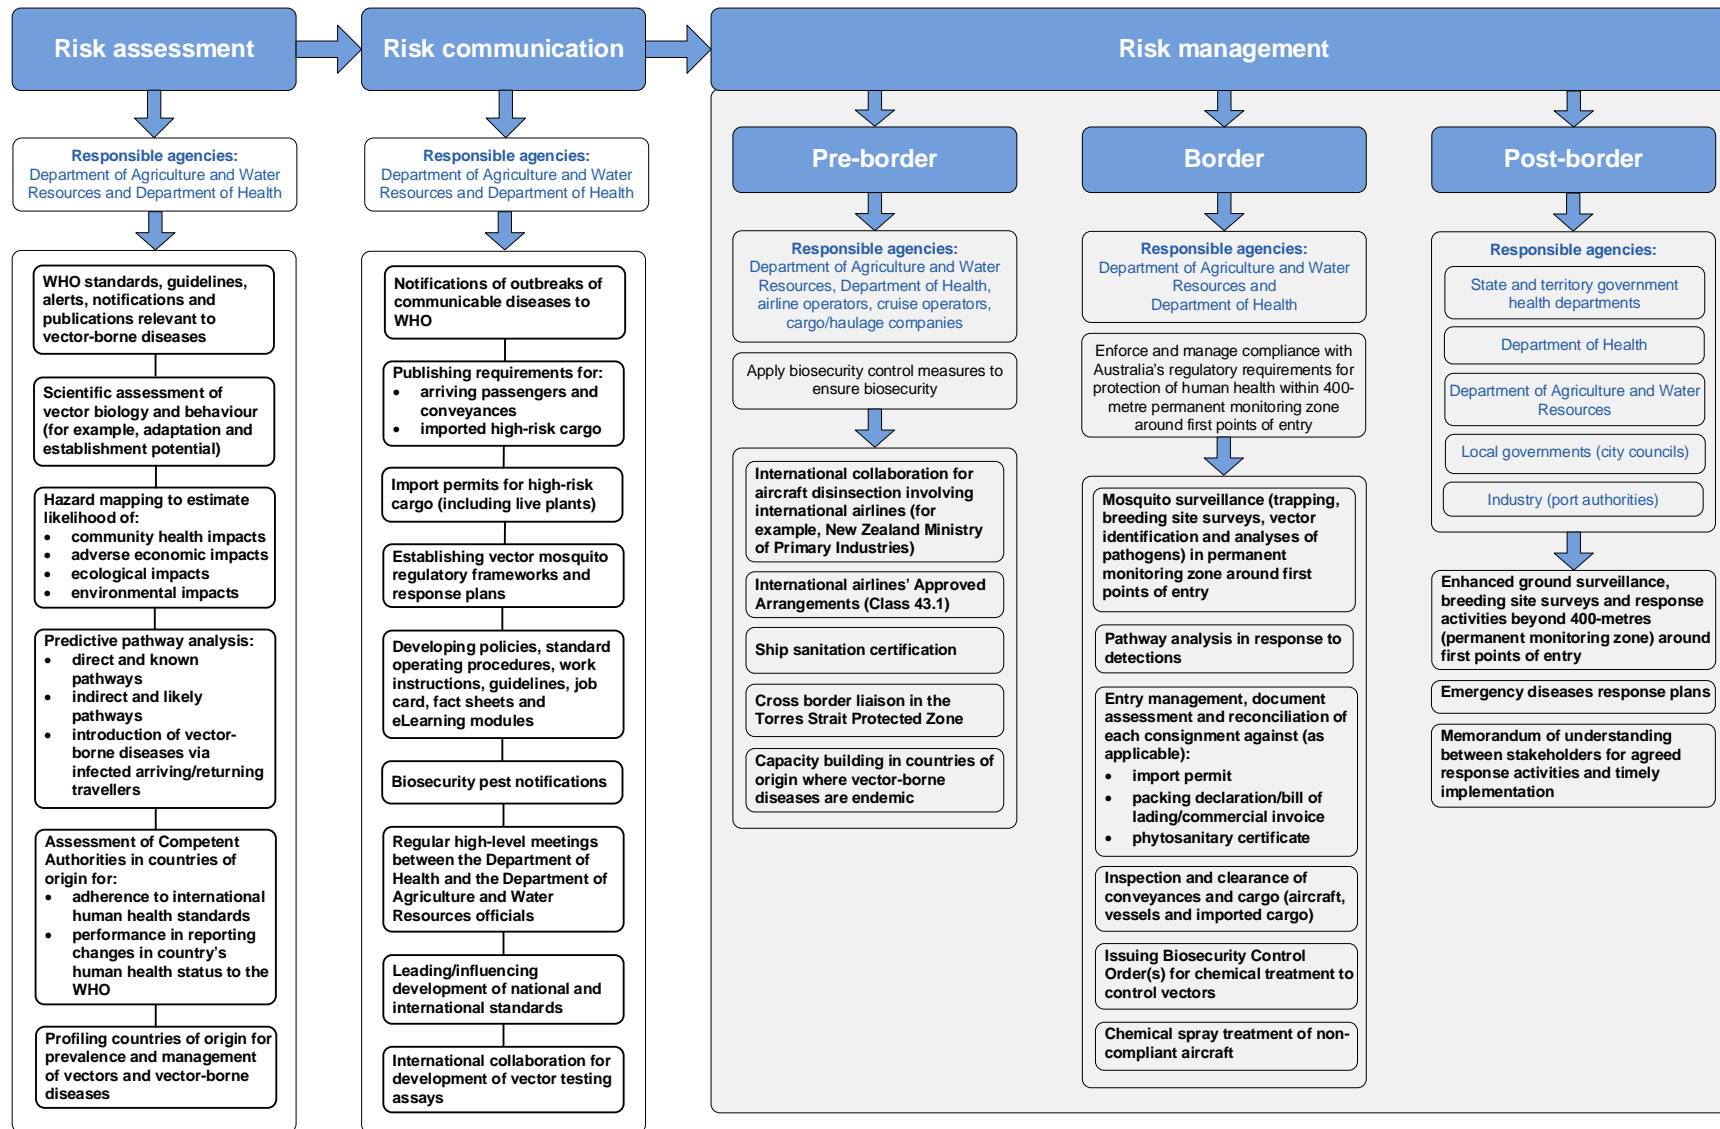 Risk assessment
Risk communication
Risk management
Responsible agencies:
Department of Agriculture and Water
Resources and Department of Health
WHO standards, guidelines,
alerts, notifications and
publications relevant to
vector-borne diseases
Scientific assessment of
vector biology and behaviour
(for example, adaptation and
establishment potential)
Hazard mapping to estimate
likelihood of:
• community health impacts
• adverse economic impacts
• ecological impacts
• environmental impacts
Predictive pathway analysis:
• direct and known
pathways
• indirect and likely
pathways
• introduction of vector-
borne diseases via
infected arriving/returning
travellers
Assessment of Competent
Authorities in countries of
origin for:
• adherence to international
human health standards
• performance in reporting
changes in country's
human health status to the
WHO
Profiling countries of origin for
prevalence and management
of vectors and vector-borne
diseases
Responsible agencies:
Department of Agriculture and Water
Resources and Department of Health
Notifications of outbreaks of
communicable diseases to
WHO
Publishing requirements for:
• arriving passengers and
conveyances
• imported high-risk cargo
Import permits for high-risk
cargo (including live plants)
Establishing vector mosquito
regulatory frameworks and
response plans
Developing policies, standard
operating procedures, work
instructions, guidelines, job
card, fact sheets and
eLearning modules
Biosecurity pest notifications
Regular high-level meetings
between the Department of
Health and the Department of
Agriculture and Water
Resources officials
Leading/influencing
development of national and
international standards
International collaboration for
development of vector testing
assays
Pre-border
Responsible agencies:
Department of Agriculture and Water
Resources, Department of Health,
airline operators, cruise operators,
cargo/haulage companies
Apply biosecurity control measures to
ensure biosecurity
International collaboration for
aircraft disinsection involving
international airlines (for
example, New Zealand Ministry
of Primary Industries)
International airlines' Approved
Arrangements (Class 43.1)
Ship sanitation certification
Cross border liaison in the
Torres Strait Protected Zone
Capacity building in countries of
origin where vector-borne
diseases are endemic
Border
Responsible agencies:
Department of Agriculture and Water
Resources and
Department of Health
Enforce and manage compliance with
Australia's regulatory requirements for
protection of human health within 400-
metre permanent monitoring zone
around first points of entry
Mosquito surveillance (trapping,
breeding site surveys, vector
identification and analyses of
pathogens) in permanent
monitoring zone around first
points of entry
Pathway analysis in response to
detections
Entry management, document
assessment and reconciliation of
each consignment against (as
applicable):
• import permit
• packing declaration/bill of
lading/commercial invoice
• phytosanitary certificate
Inspection and clearance of
conveyances and cargo (aircraft,
vessels and imported cargo)
Issuing Biosecurity Control
Order(s) for chemical treatment to
control vectors
Chemical spray treatment of non-
compliant aircraft
Post-border
Responsible agencies:
State and territory government
health departments
Department of Health
Department of Agriculture and Water
Resources
Local governments (city councils)
Industry (port authorities)
Enhanced ground surveillance,
breeding site surveys and response
activities beyond 400-metres
(permanent monitoring zone) around
first points of entry
Emergency diseases response plans
Memorandum of understanding
between stakeholders for agreed
response activities and timely
implementation